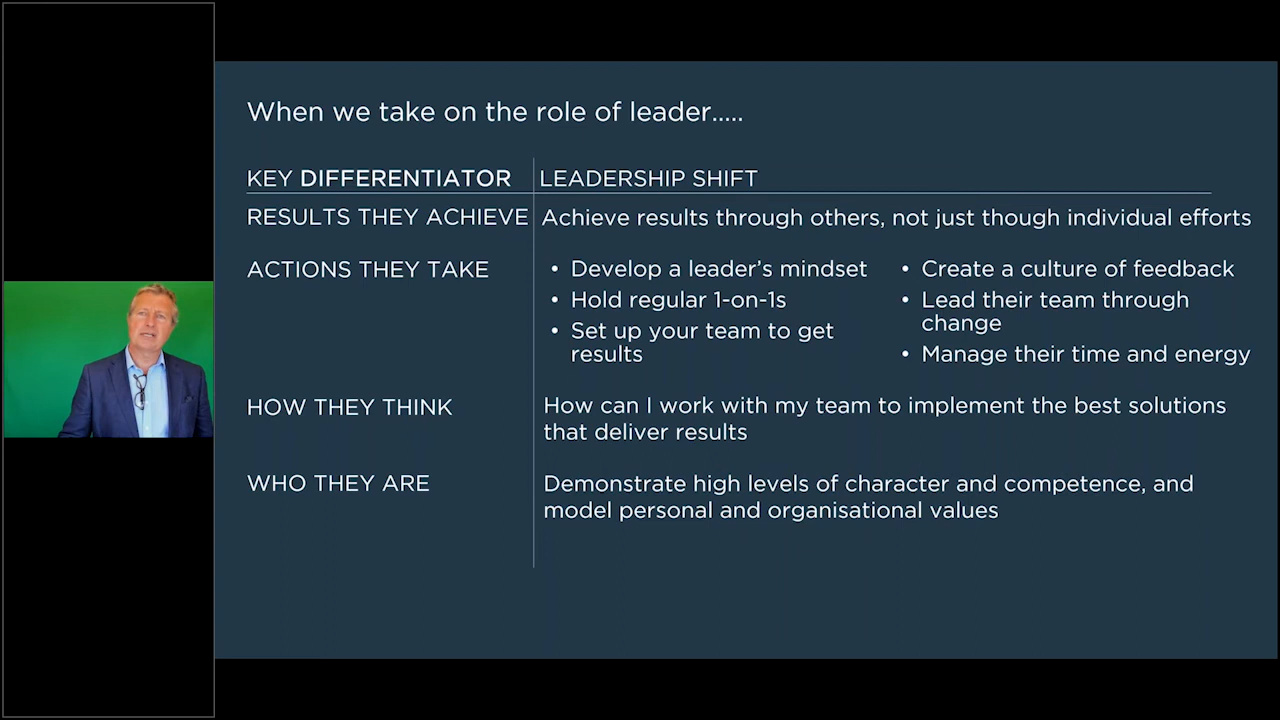 When we take on the role of leader.....
KEY DIFFERENTIATOR
LEADERSHIP SHIFT
RESULTS THEY ACHIEVE
Achieve results through others, not just though individual efforts
ACTIONS THEY TAKE
• Develop a leader's mindset
• Hold regular 1-on-1s
• Set up your team to get
results
• Create a culture of feedback
• Lead their team through
change
• Manage their time and energy
HOW THEY THINK
How can I work with my team to implement the best solutions
that deliver results
WHO THEY ARE
Demonstrate high levels of character and competence, and
model personal and organisational values